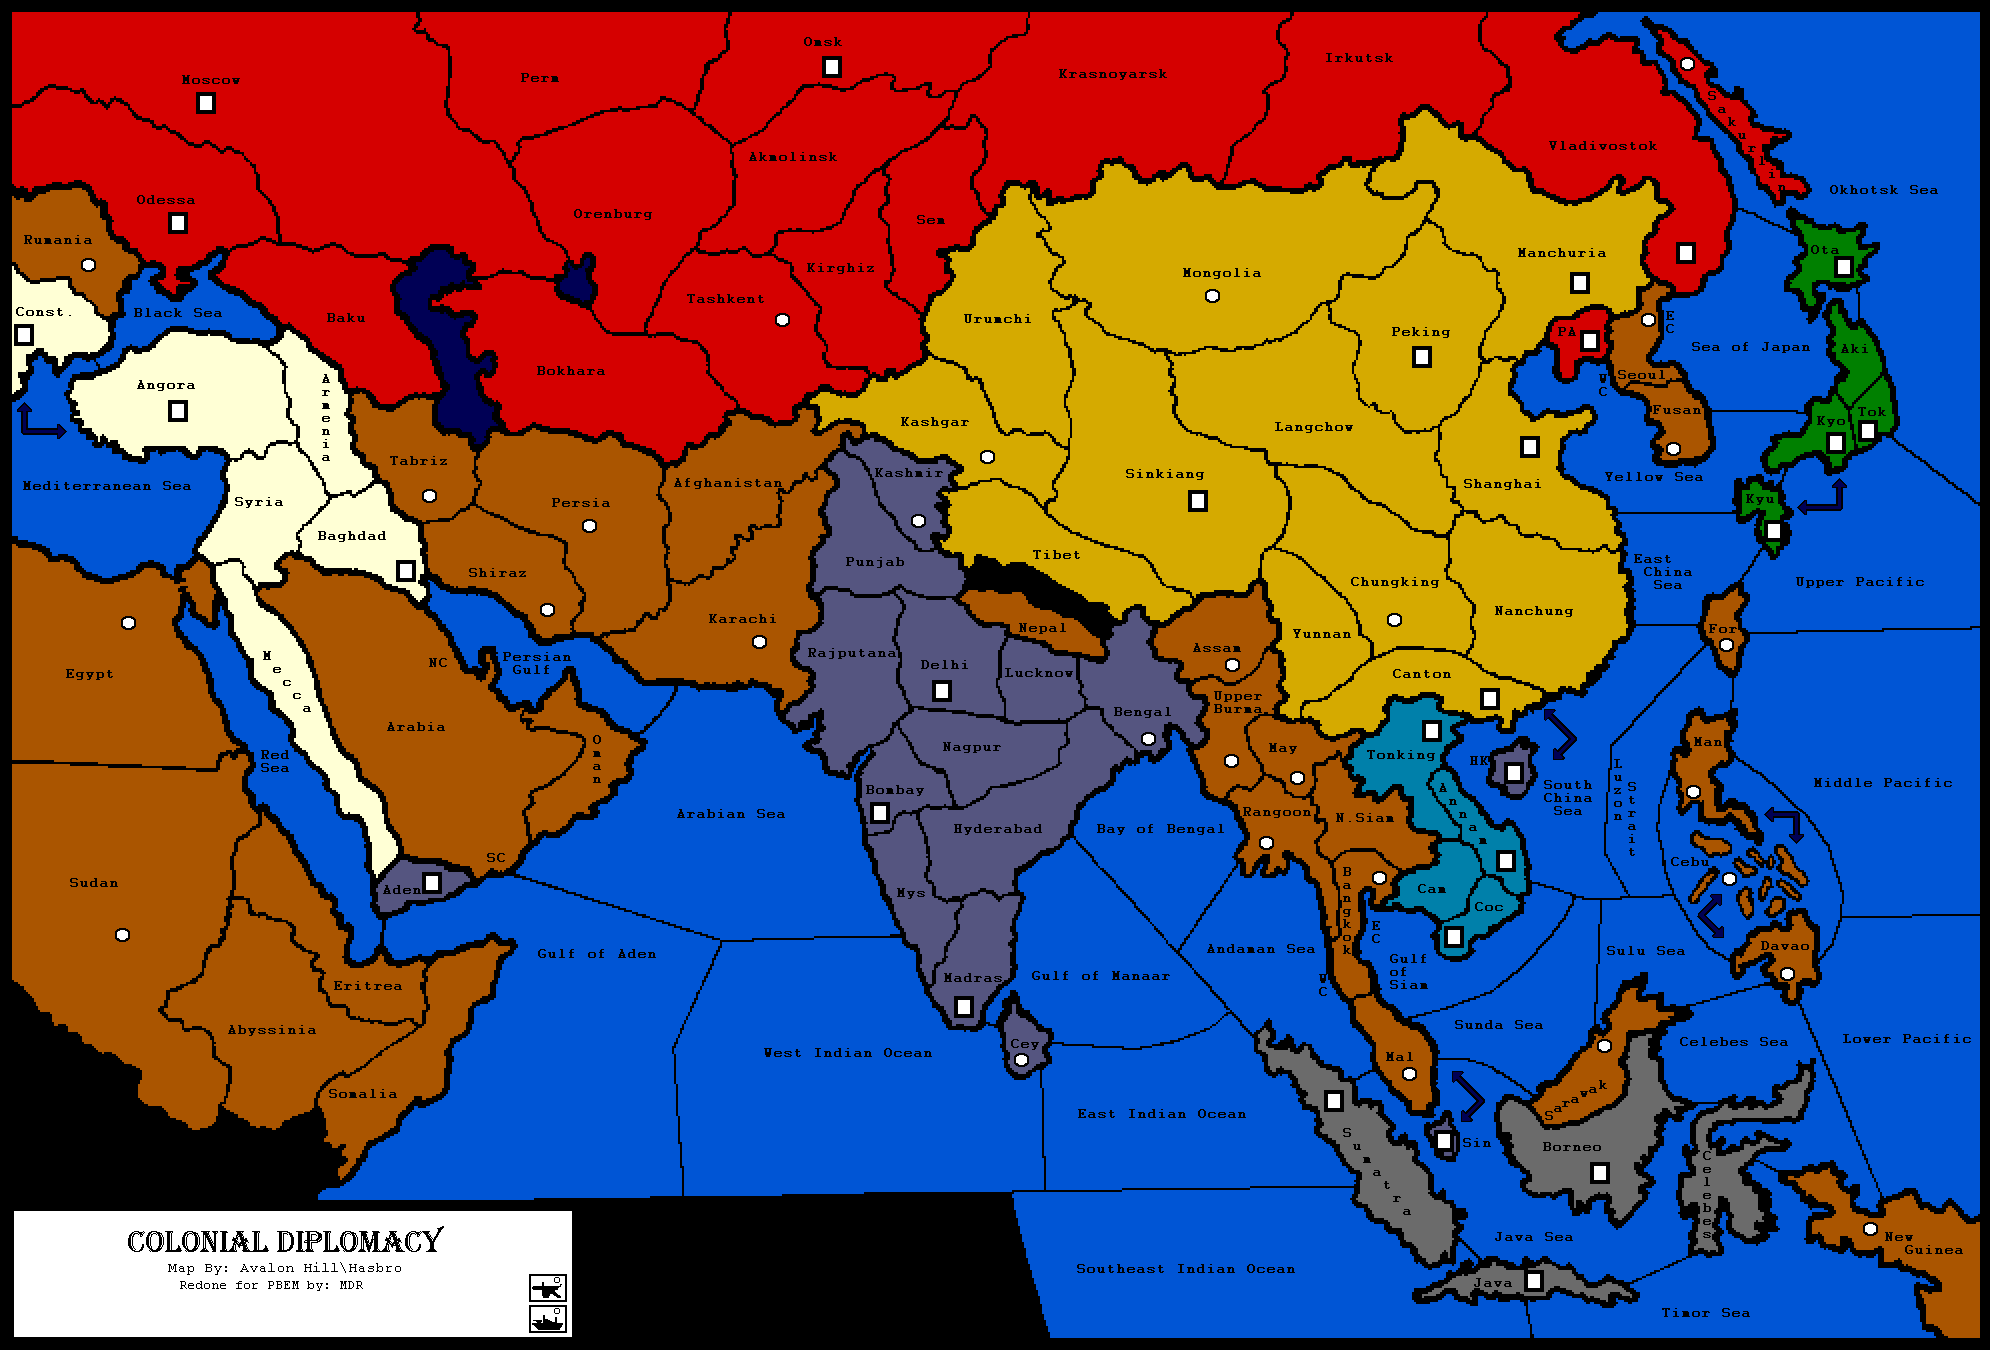 Omsk
Irkutsk
Moscow
Perm
Krasnoyarsk
Sakurlin
Vladivostok
Akmolinsk
Okhotsk Sea
Odessa
Orenburg
Sem
Rumania
Ota
Manchuria
Kirghiz
Mongolia
Tashkent
Const.
Black Sea
Baku
Urumchi
EC
Peking
PA
Sea of Japan
Aki
Bokhara
Seoul
WC
Angora
Armenia
Fusan
Tok
Kashgar
Langchow
Kyo
Tabriz
Kashmir
Sinkiang
Yellow Sea
Mediterranean Sea
Afghanistan
Shanghai
Syria
Persia
Kyu
Baghdad
Tibet
East
China
Sea
Punjab
Shiraz
Chungking
Upper Pacific
Nanchung
Karachi
Nepal
Yunnan
For
Assam
Mecca
NC
Persian
Gulf
Rajputana
Delhi
Lucknow
Egypt
Canton
Upper
Burma
Bengal
Arabia
Oman
Nagpur
May
Tonking
Man
Red
Sea
HK
Luzon
Strait
South
China
Sea
Middle Pacific
Bombay
Annam
Arabian Sea
Hyderabad
Bay of Bengal
Rangoon
N.Siam
SC
Cebu
Sudan
Aden
Mys
Bangkok
Cam
Coc
EC
Gulf of Aden
Andaman Sea
Sulu Sea
Davao
Gulf
of
Siam
Madras
Gulf of Manaar
WC
Eritrea
Abyssinia
Sunda Sea
Cey
Celebes Sea
Lower Pacific
West Indian Ocean
Mal
Somalia
Sarawak
East Indian Ocean
Sumatra
Sin
Borneo
Celebes
Java Sea
New
Guinea
Southeast Indian Ocean
Java
Timor Sea
COLONIAL DIPLOMACY
Map By: Avalon Hill\Hasbro
Redone for PBEM by: MDR